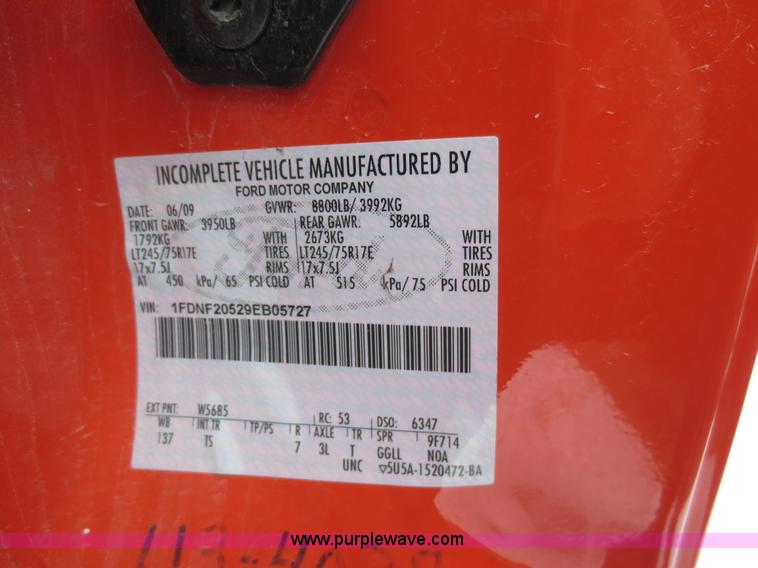 INCOMPLETE VEHICLE MANUFACTURED BY
FORD MOTOR COMPANY
DATE: 06/09 GVWR: 8800LB/ 3992KG
FRONT GAWR: 3950LB REAR GAWR: 5892LB
1792KG WITH 2673KG WITH
LT245/75R17E TIRES LT245/75R17E TIRES
17x7.5J RIMS 17x7.5J RIMS
AT 450 kPa/ 65 PSI COLD AT 515 kPa/ 75 PSI COLD
VIN: 1FDNF20529EB05727
EXT PNT: W5685 RC: 53 DSO: 6347
WB INT TR TP/PS R AXLE TR SPR 9F714
137 TS 7 3L T GGLL NOA
UNC ▽5U5A-1520472-BA
www.purplewave.com